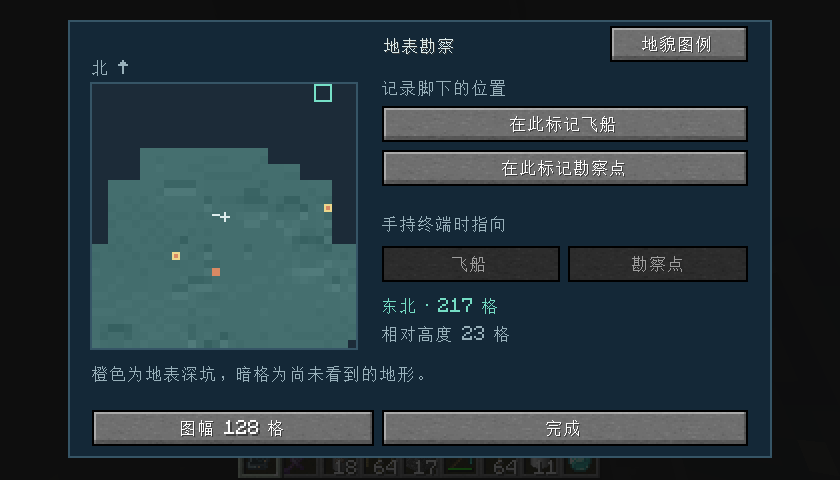 地表勘察
地貌图例
北
记录脚下的位置
在此标记飞船
在此标记勘察点
手持终端时指向
飞船
勘察点
东北 · 217 格
相对高度 23 格
橙色为地表深坑，暗格为尚未看到的地形。
图幅 128 格
完成
18 64 17 64 11